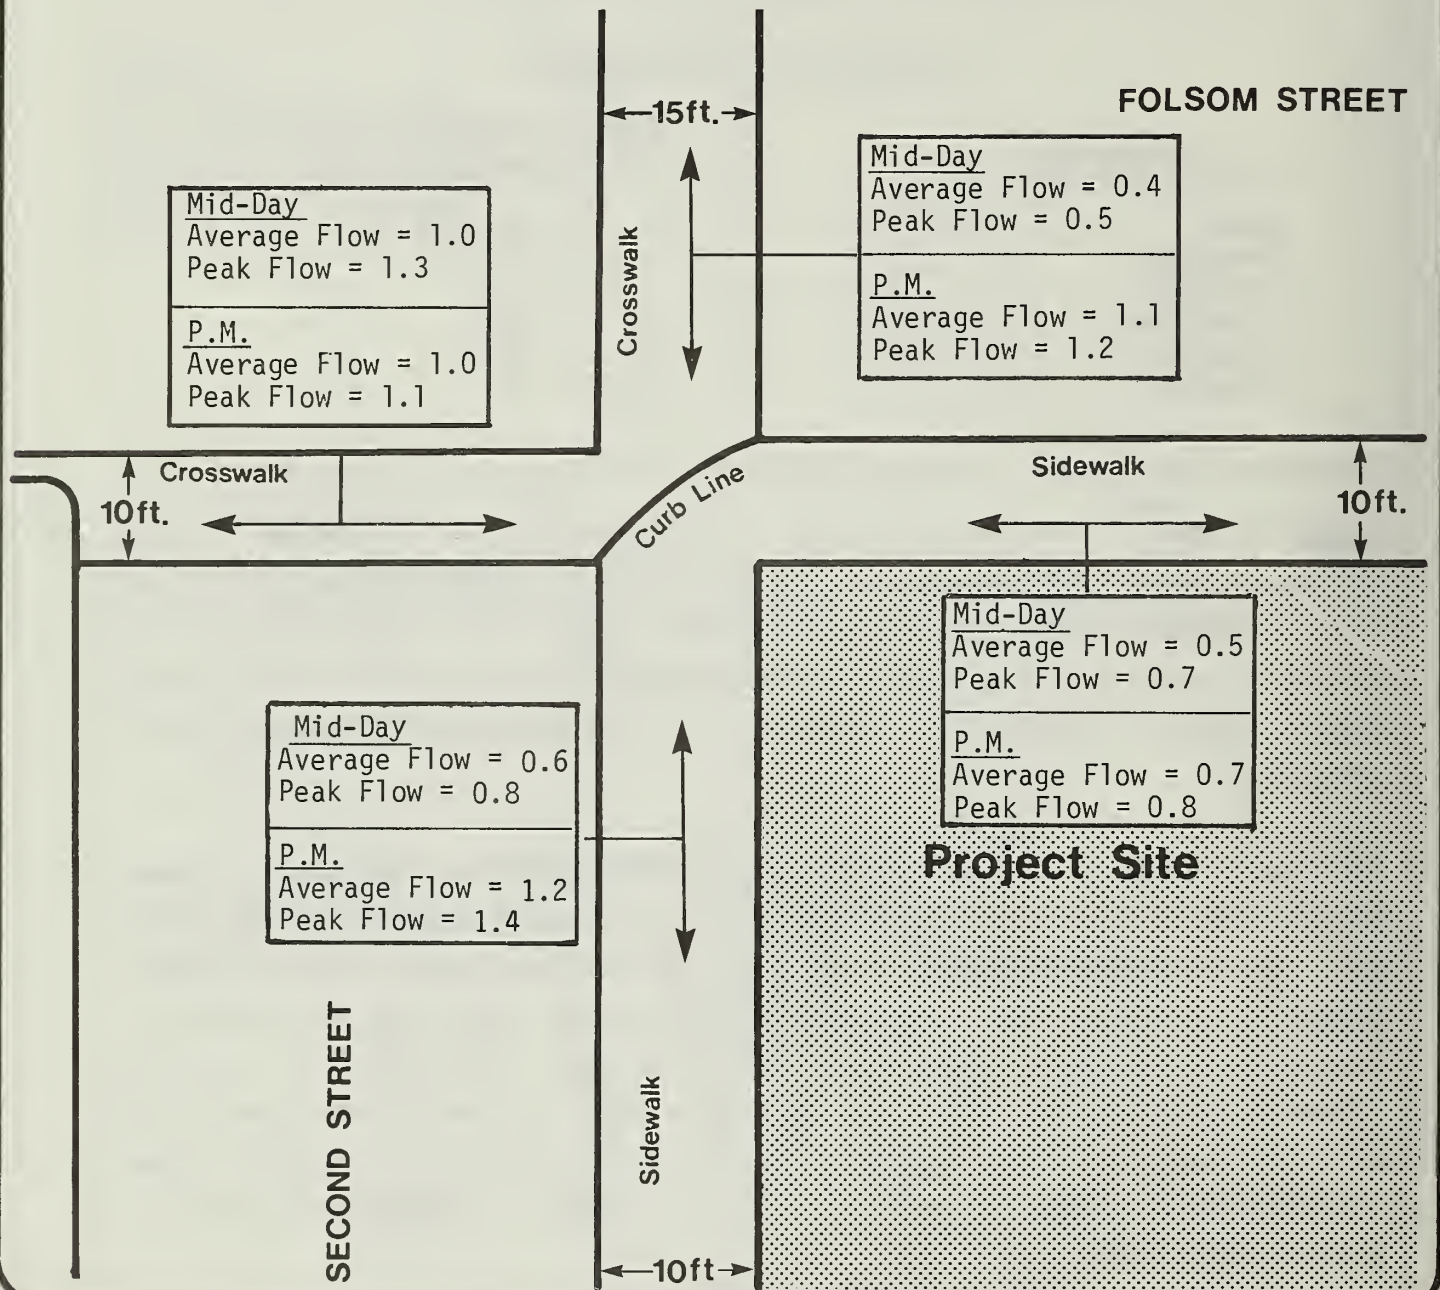 FOLSOM STREET
15ft.
Crosswalk
Mid-Day
Average Flow = 0.4
Peak Flow = 0.5
P.M.
Average Flow = 1.1
Peak Flow = 1.2
Mid-Day
Average Flow = 1.0
Peak Flow = 1.3
P.M.
Average Flow = 1.0
Peak Flow = 1.1
Crosswalk
10ft.
Curb Line
Sidewalk
10ft.
Mid-Day
Average Flow = 0.5
Peak Flow = 0.7
P.M.
Average Flow = 0.7
Peak Flow = 0.8
Project Site
Mid-Day
Average Flow = 0.6
Peak Flow = 0.8
P.M.
Average Flow = 1.2
Peak Flow = 1.4
SECOND STREET
Sidewalk
10ft